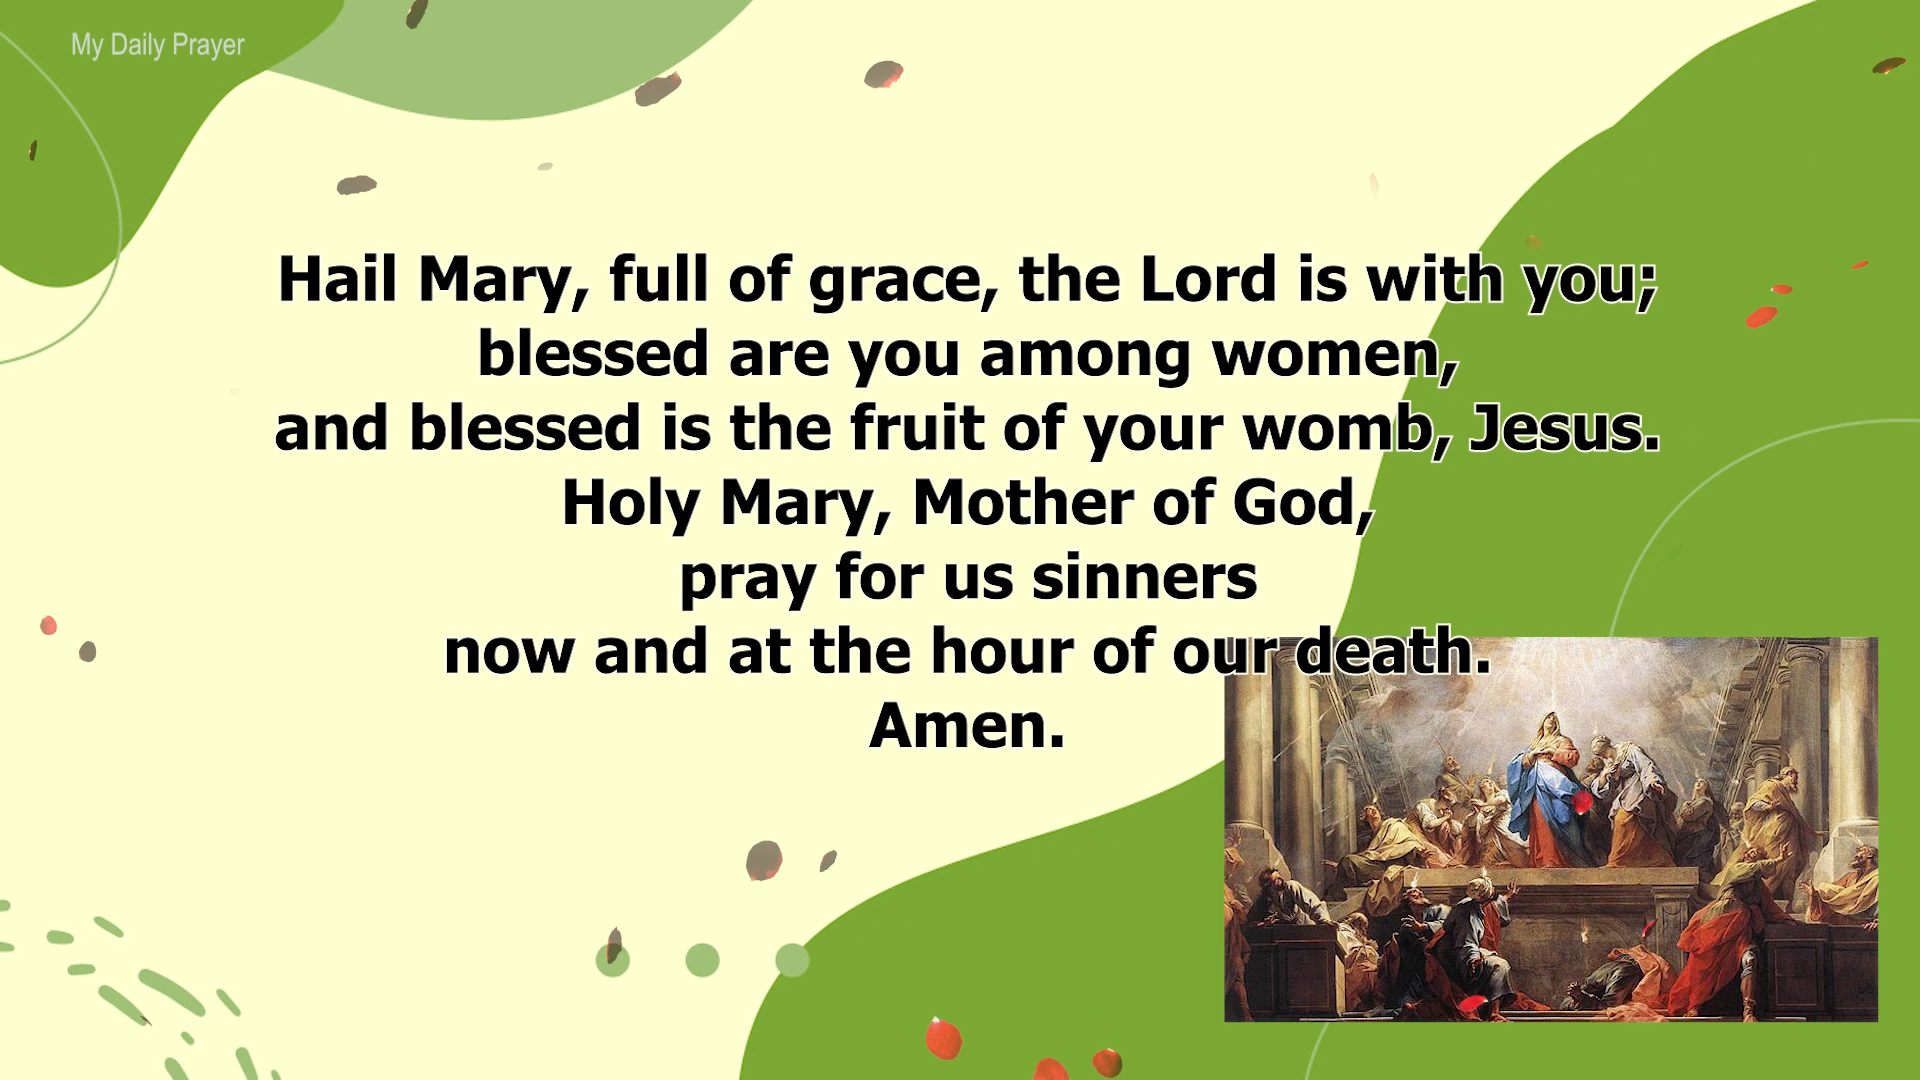 My Daily Prayer
Hail Mary, full of grace, the Lord is with you;
blessed are you among women,
and blessed is the fruit of your womb, Jesus.
Holy Mary, Mother of God,
pray for us sinners
now and at the hour of our death.
Amen.